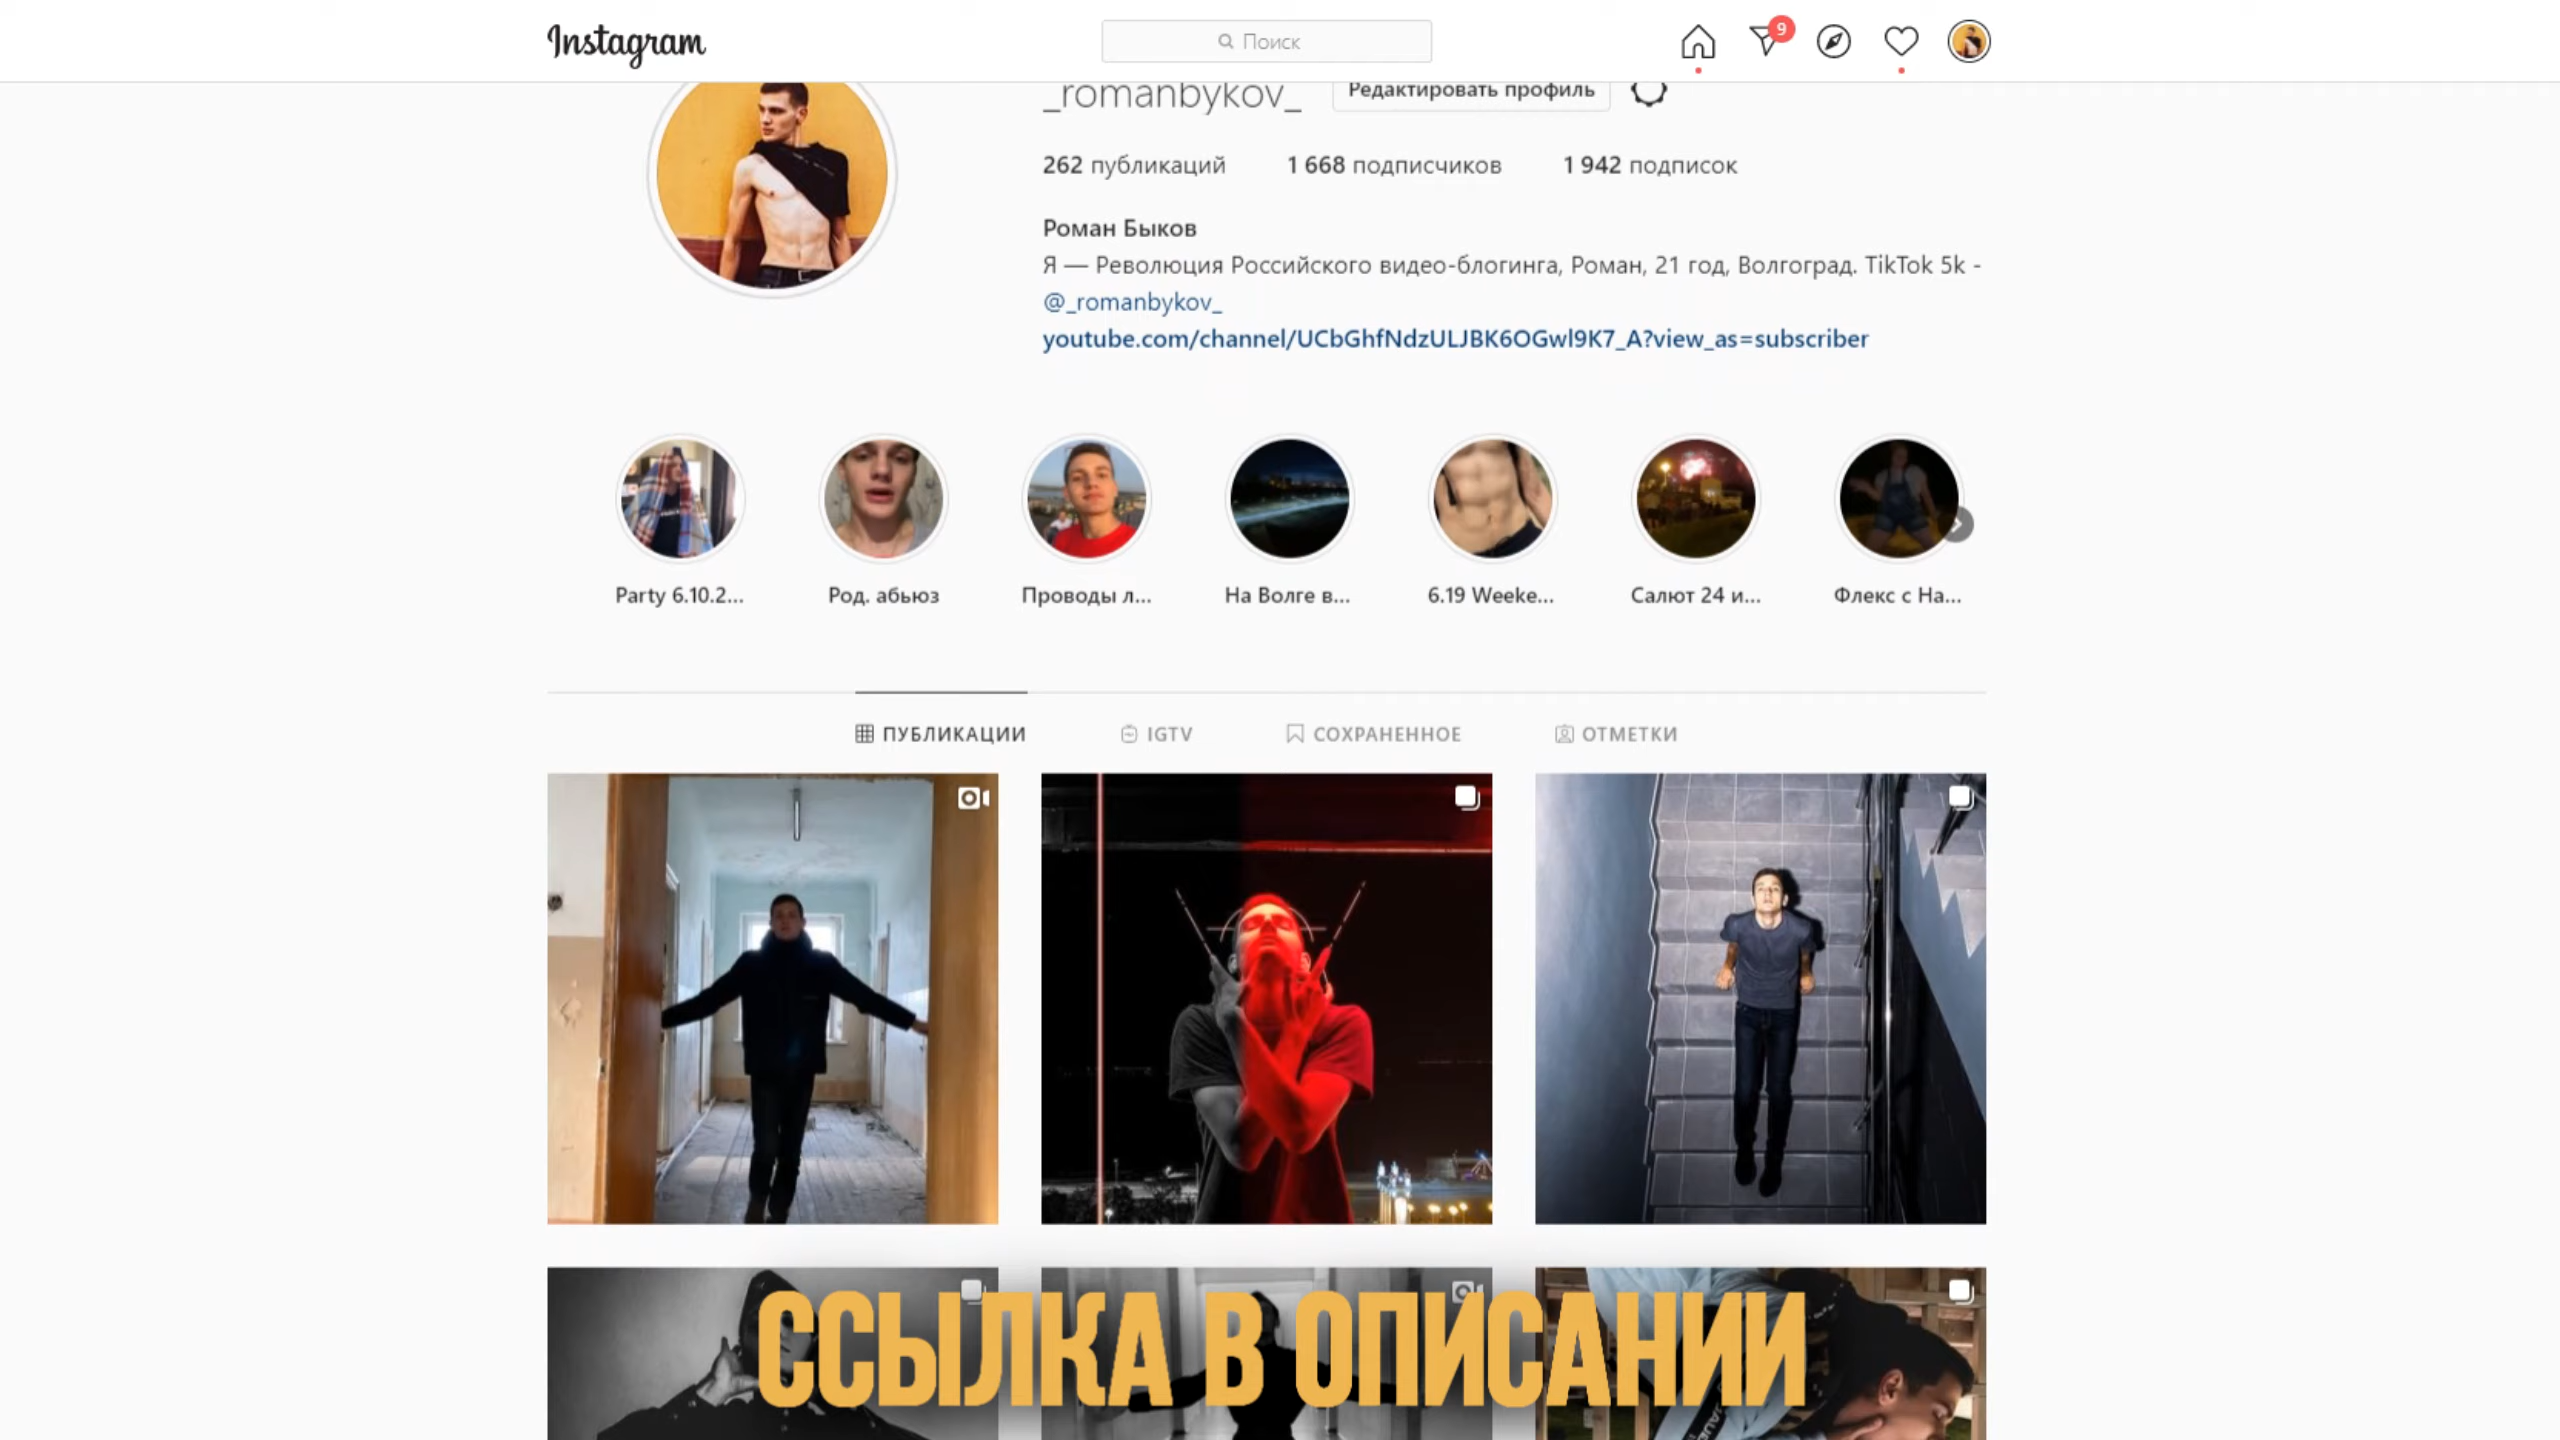 Instagram
Поиск
9
_romanbykov_ Редактировать профиль
262 публикаций 1 668 подписчиков 1 942 подписок
Роман Быков
Я — Революция Российского видео-блогинга, Роман, 21 год, Волгоград. TikTok 5k -
@_romanbykov_
youtube.com/channel/UCbGhfNdzULJBK6OGwl9K7_A?view_as=subscriber
Party 6.10.2... Род. абьюз Проводы л... На Волге в... 6.19 Weeke... Салют 24 и... Флекс с На...
ПУБЛИКАЦИИ IGTV СОХРАНЕННОЕ ОТМЕТКИ
ССЫЛКА В ОПИСАНИИ